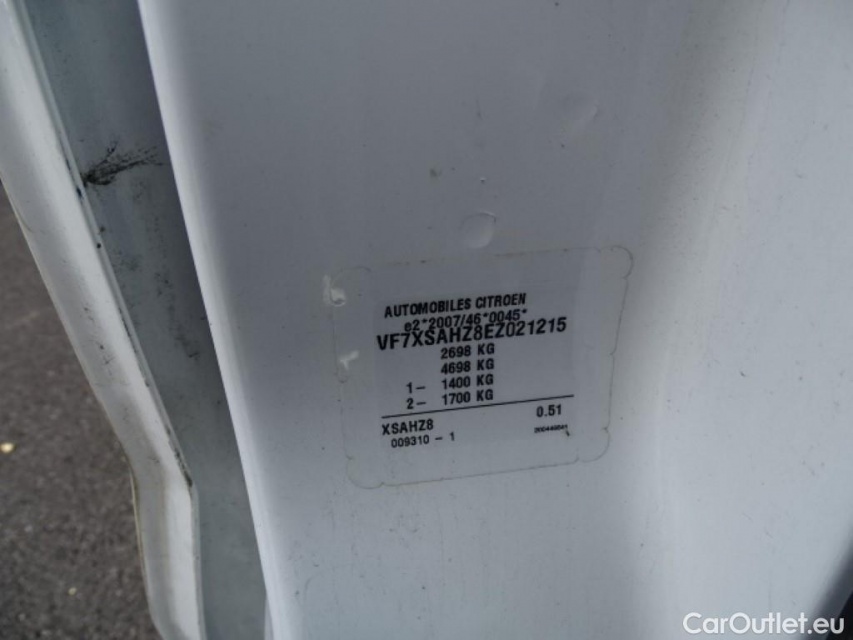 AUTOMOBILES CITROEN
e2*2007/46*0045*
VF7XSAHZ8EZ021215
2698 KG
4698 KG
1- 1400 KG
2- 1700 KG
XSAHZ8 0.51
009310 - 1
CarOutlet.eu